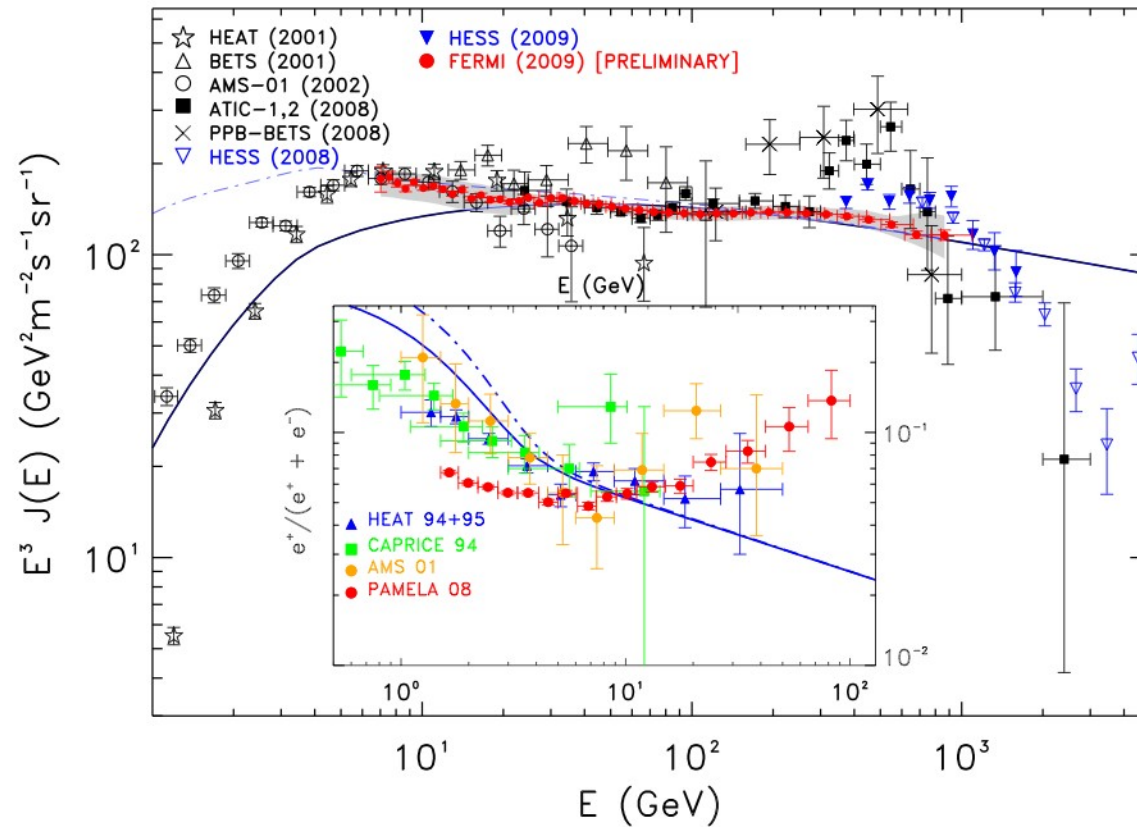 HEAT (2001)
BETS (2001)
AMS-01 (2002)
ATIC-1,2 (2008)
PPB-BETS (2008)
HESS (2008)
HESS (2009)
FERMI (2009) [PRELIMINARY]
E³ J(E) (GeV²m⁻²s⁻¹sr⁻¹)
10²
10¹
E (GeV)
e⁺/(e⁺ + e⁻)
HEAT 94+95
CAPRICE 94
AMS 01
PAMELA 08
10⁻¹
10⁻²
10⁰
10¹
10²
10¹
10²
10³
E (GeV)